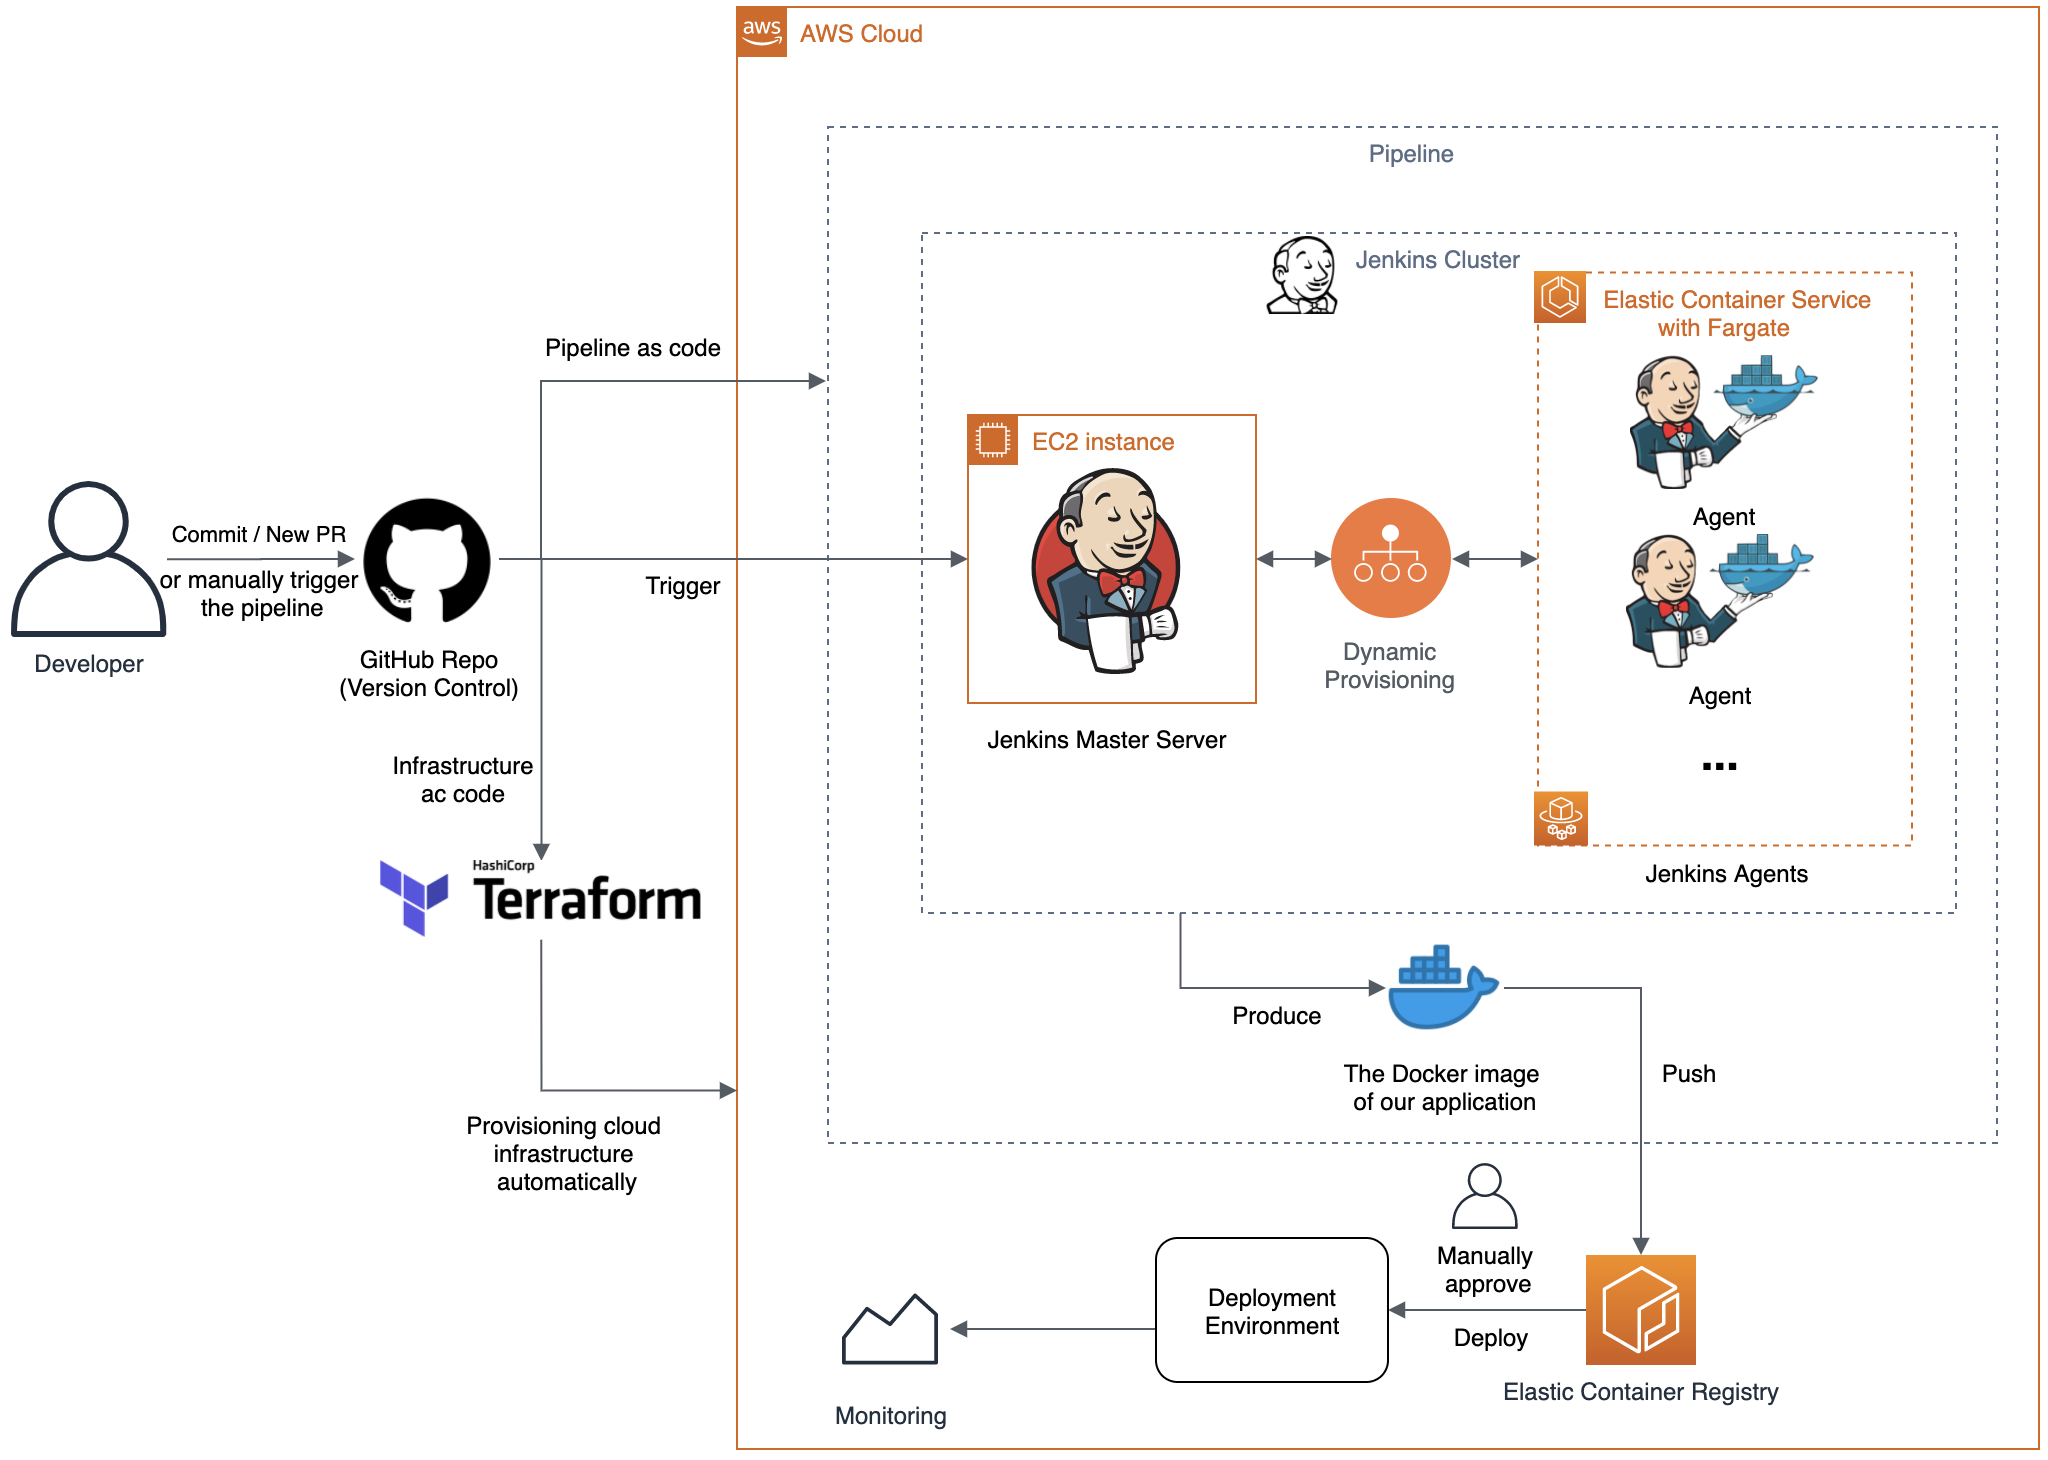 aws
AWS Cloud
Pipeline
Jenkins Cluster
Elastic Container Service
with Fargate
Agent
Agent
...
Jenkins Agents
EC2 instance
Jenkins Master Server
Dynamic
Provisioning
Pipeline as code
Trigger
Commit / New PR
or manually trigger
the pipeline
Developer
GitHub Repo
(Version Control)
Infrastructure
ac code
HashiCorp
Terraform
Provisioning cloud
infrastructure
automatically
Produce
The Docker image
of our application
Push
Manually
approve
Deploy
Elastic Container Registry
Deployment
Environment
Monitoring